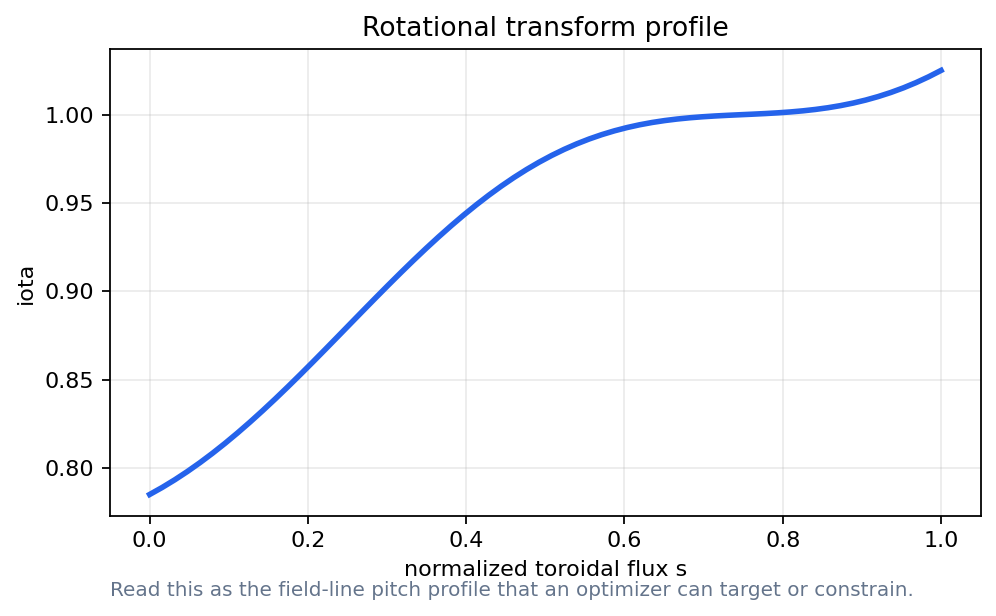 Rotational transform profile
iota
1.00
0.95
0.90
0.85
0.80
0.0 0.2 0.4 0.6 0.8 1.0
normalized toroidal flux s
Read this as the field-line pitch profile that an optimizer can target or constrain.